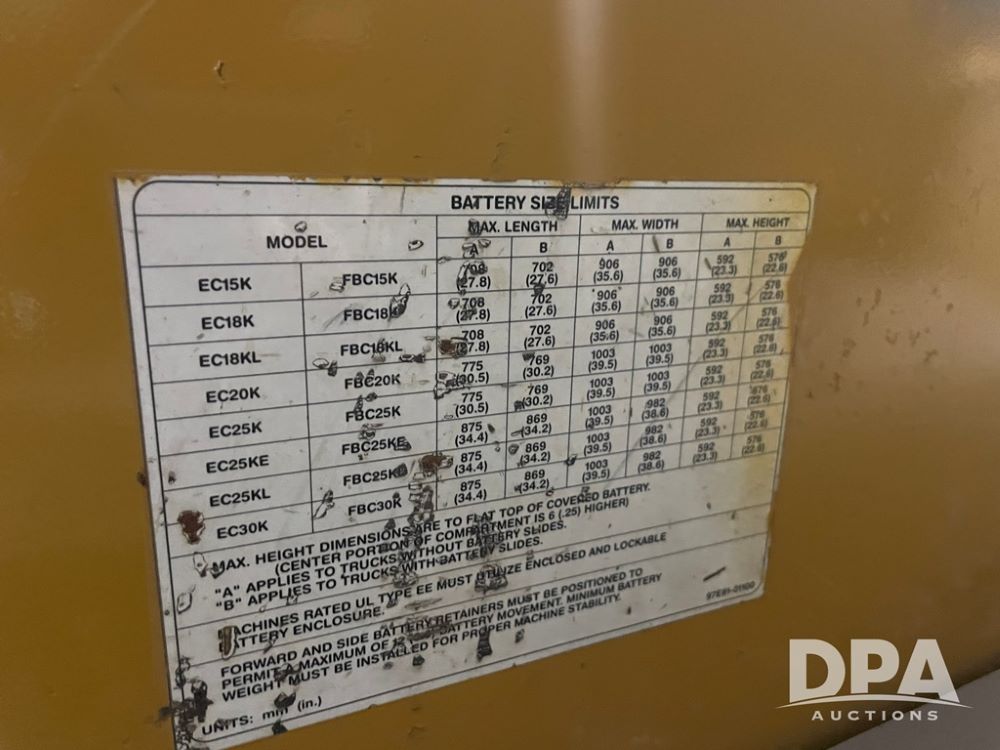 BATTERY SIZE LIMITS
MODEL MAX. LENGTH MAX. WIDTH MAX. HEIGHT
A B A B A B
EC15K FBC15K 708 (27.8) 702 (27.6) 906 (35.6) 906 (35.6) 592 (23.3) 576 (22.6)
EC18K FBC18K 708 (27.8) 702 (27.6) 906 (35.6) 906 (35.6) 592 (23.3) 576 (22.6)
EC18KL FBC18KL 708 (27.8) 702 (27.6) 906 (35.6) 906 (35.6) 592 (23.3) 576 (22.6)
EC20K FBC20K 775 (30.5) 769 (30.2) 1003 (39.5) 1003 (39.5) 592 (23.3) 576 (22.6)
EC25K FBC25K 775 (30.5) 769 (30.2) 1003 (39.5) 1003 (39.5) 592 (23.3) 576 (22.6)
EC25KE FBC25KE 875 (34.4) 869 (34.2) 1003 (39.5) 982 (38.6) 592 (23.3) 576 (22.6)
EC25KL FBC25KL 875 (34.4) 869 (34.2) 1003 (39.5) 982 (38.6) 592 (23.3) 576 (22.6)
EC30K FBC30K 875 (34.4) 869 (34.2) 1003 (39.5) 982 (38.6) 592 (23.3) 576 (22.6)
MAX. HEIGHT DIMENSIONS ARE TO FLAT TOP OF COVERED BATTERY.
(CENTER PORTION OF COMPARTMENT IS 6 (.25) HIGHER)
"A" APPLIES TO TRUCKS WITHOUT BATTERY SLIDES.
"B" APPLIES TO TRUCKS WITH BATTERY SLIDES.
MACHINES RATED UL TYPE EE MUST UTILIZE ENCLOSED AND LOCKABLE
BATTERY ENCLOSURE.
FORWARD AND SIDE BATTERY RETAINERS MUST BE POSITIONED TO
PERMIT A MAXIMUM OF BATTERY MOVEMENT. MINIMUM BATTERY
WEIGHT MUST BE INSTALLED FOR PROPER MACHINE STABILITY.
UNITS: mm (in.)
97E81-01100
DPA
AUCTIONS